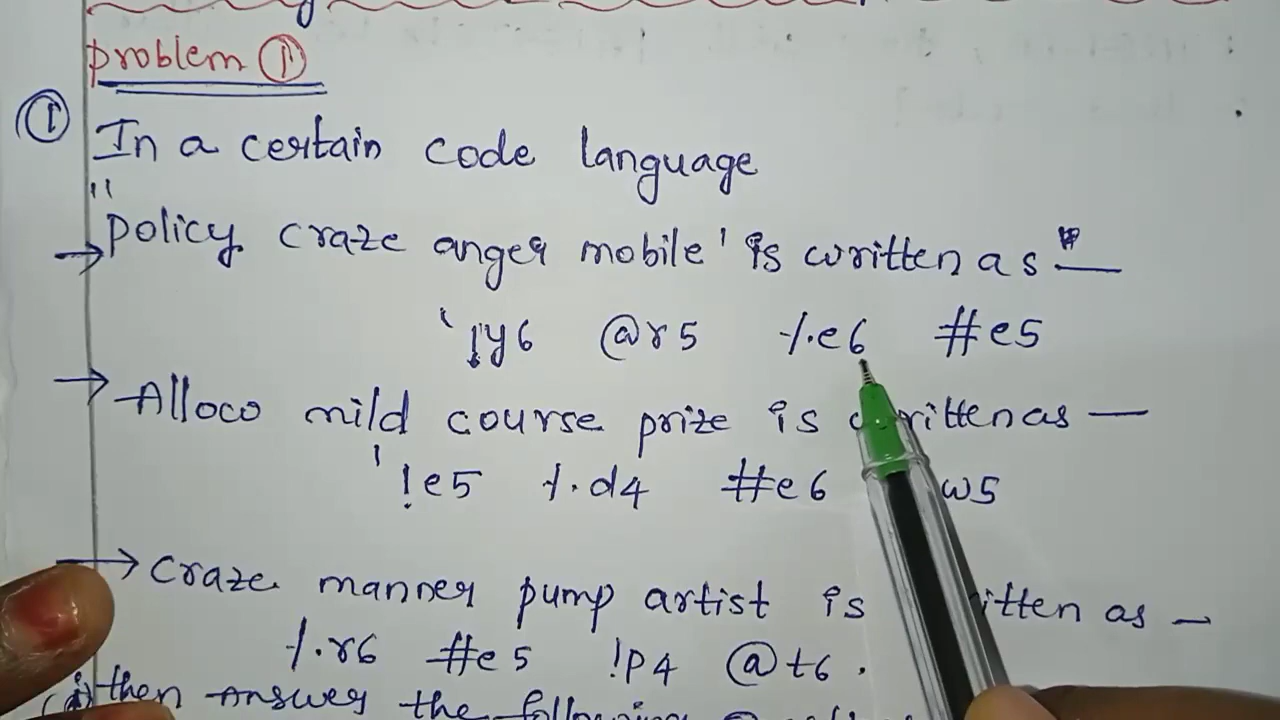 problem ①
① In a certain code language
" policy craze anger mobile' is written as —
'!y6 @r5 %e6 #e5
Alloco mild course prize is written as —
'!e5 %d4 #e6 w5
craze manner pump artist is written as —
%r6 #e5 !p4 @t6.
then answer the following